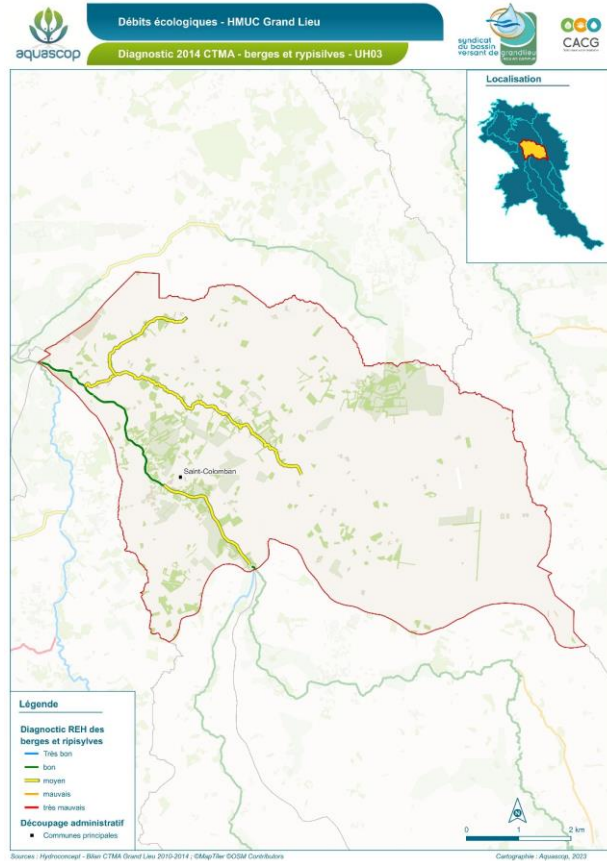 aquascop
Débits écologiques - HMUC Grand Lieu
Diagnostic 2014 CTMA - berges et rypisilves - UH03
syndicat
du bassin
versant de
grandlieu
CACG
Localisation
Saint-Colomban
Légende
Diagnoctic REH des
berges et ripisylves
Très bon
bon
moyen
mauvais
très mauvais
Découpage administratif
Communes principales
N
0 1 2 km
Sources : Hydroconcept - Bilan CTMA Grand Lieu 2010-2014 ; ©MapTiler ©OSM Contributors
Cartographie : Aquascop, 2023